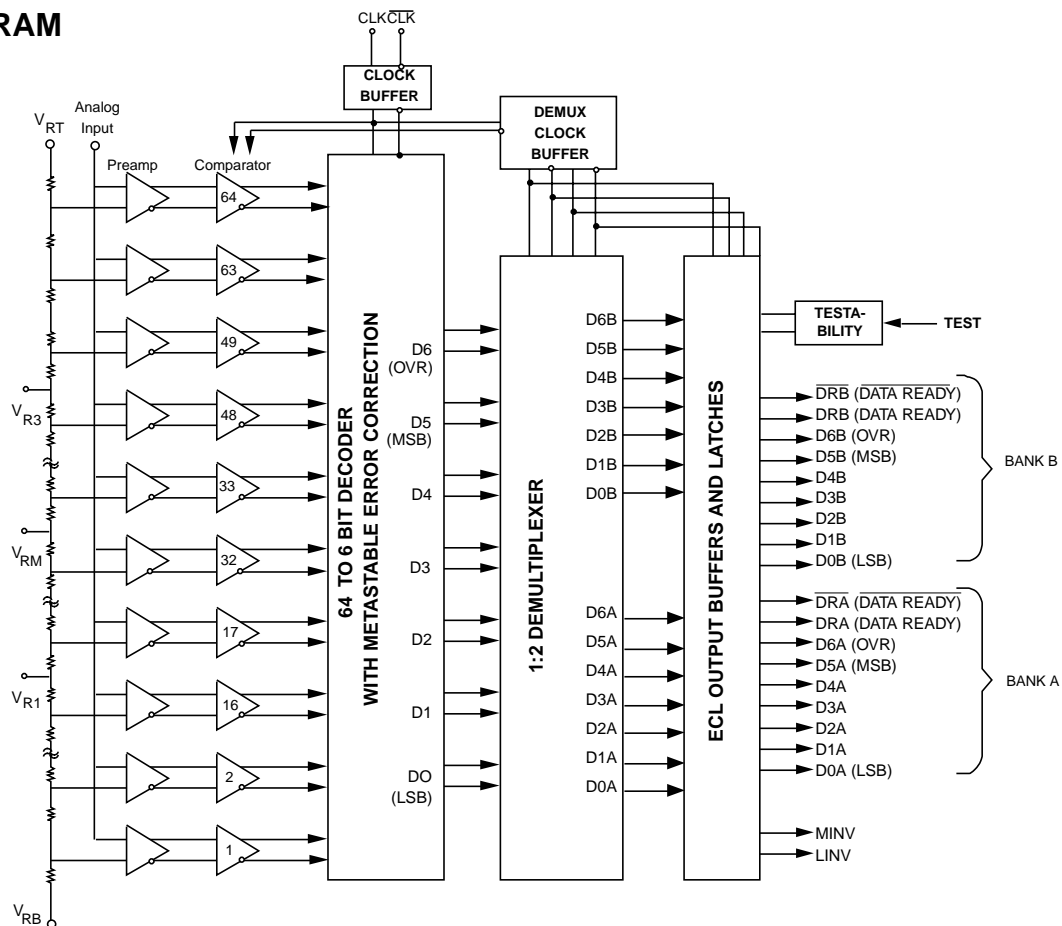 RAM
CLK CLK
CLOCK
BUFFER
DEMUX
CLOCK
BUFFER
Analog
Input
VRT
Preamp
Comparator
64
63
49
48
33
32
17
16
2
1
VR3
VRM
VR1
VRB
64 TO 6 BIT DECODER
WITH METASTABLE ERROR CORRECTION
D6
(OVR)
D5
(MSB)
D4
D3
D2
D1
DO
(LSB)
1:2 DEMULTIPLEXER
D6B
D5B
D4B
D3B
D2B
D1B
D0B
D6A
D5A
D4A
D3A
D2A
D1A
D0A
ECL OUTPUT BUFFERS AND LATCHES
TESTA-
BILITY
TEST
DRB (DATA READY)
DRB (DATA READY)
D6B (OVR)
D5B (MSB)
D4B
D3B
D2B
D1B
D0B (LSB)
BANK B
DRA (DATA READY)
DRA (DATA READY)
D6A (OVR)
D5A (MSB)
D4A
D3A
D2A
D1A
D0A (LSB)
BANK A
MINV
LINV